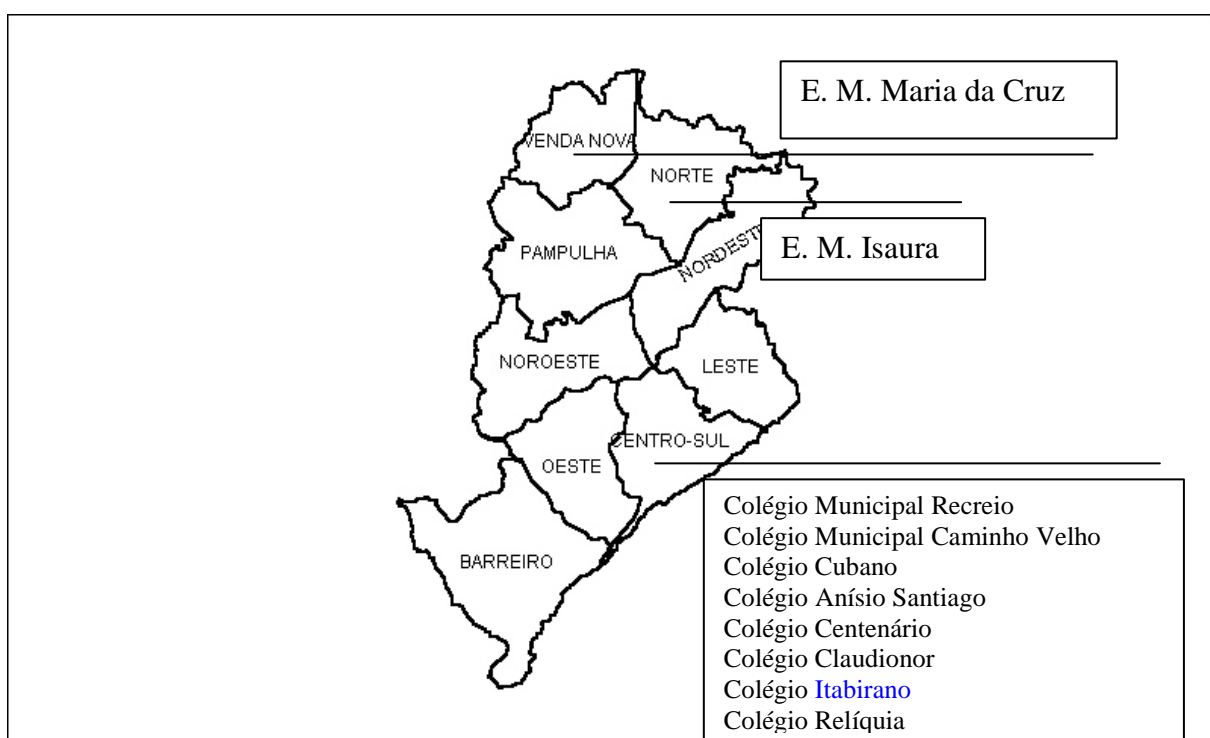 E. M. Maria da Cruz
VENDA NOVA
NORTE
PAMPULHA
NORDESTE
E. M. Isaura
NOROESTE
LESTE
CENTRO-SUL
OESTE
BARREIRO
Colégio Municipal Recreio
Colégio Municipal Caminho Velho
Colégio Cubano
Colégio Anísio Santiago
Colégio Centenário
Colégio Claudionor
Colégio Itabirano
Colégio Relíquia